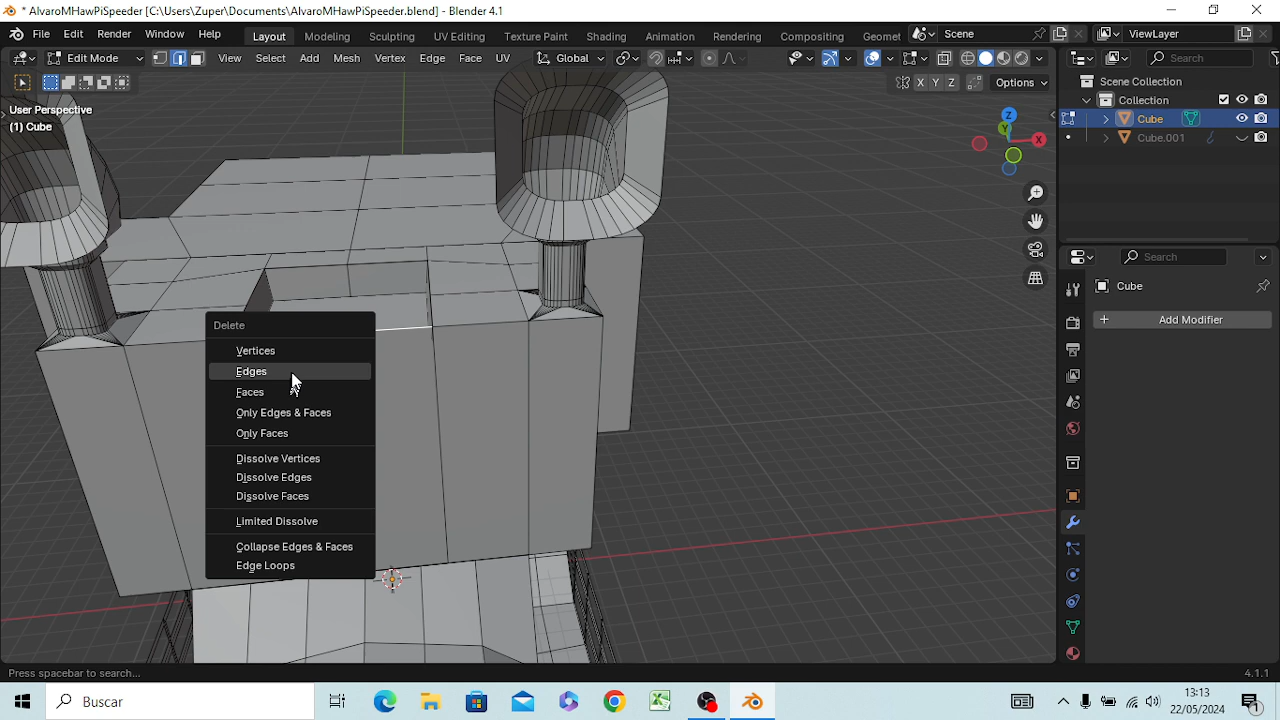 * AlvaroMHawPiSpeeder [C:\Users\Zuper\Documents\AlvaroMHawPiSpeeder.blend] - Blender 4.1
File Edit Render Window Help Layout Modeling Sculpting UV Editing Texture Paint Shading Animation Rendering Compositing Geomet Scene ViewLayer
Edit Mode View Select Add Mesh Vertex Edge Face UV Global Search
X Y Z Options
User Perspective
(1) Cube
Scene Collection
Collection
Cube
Cube.001
Z
Y
X
Search
Cube
Add Modifier
Delete
Vertices
Edges
Faces
Only Edges & Faces
Only Faces
Dissolve Vertices
Dissolve Edges
Dissolve Faces
Limited Dissolve
Collapse Edges & Faces
Edge Loops
Press spacebar to search...
4.1.1
Buscar
13:13
22/05/2024
1